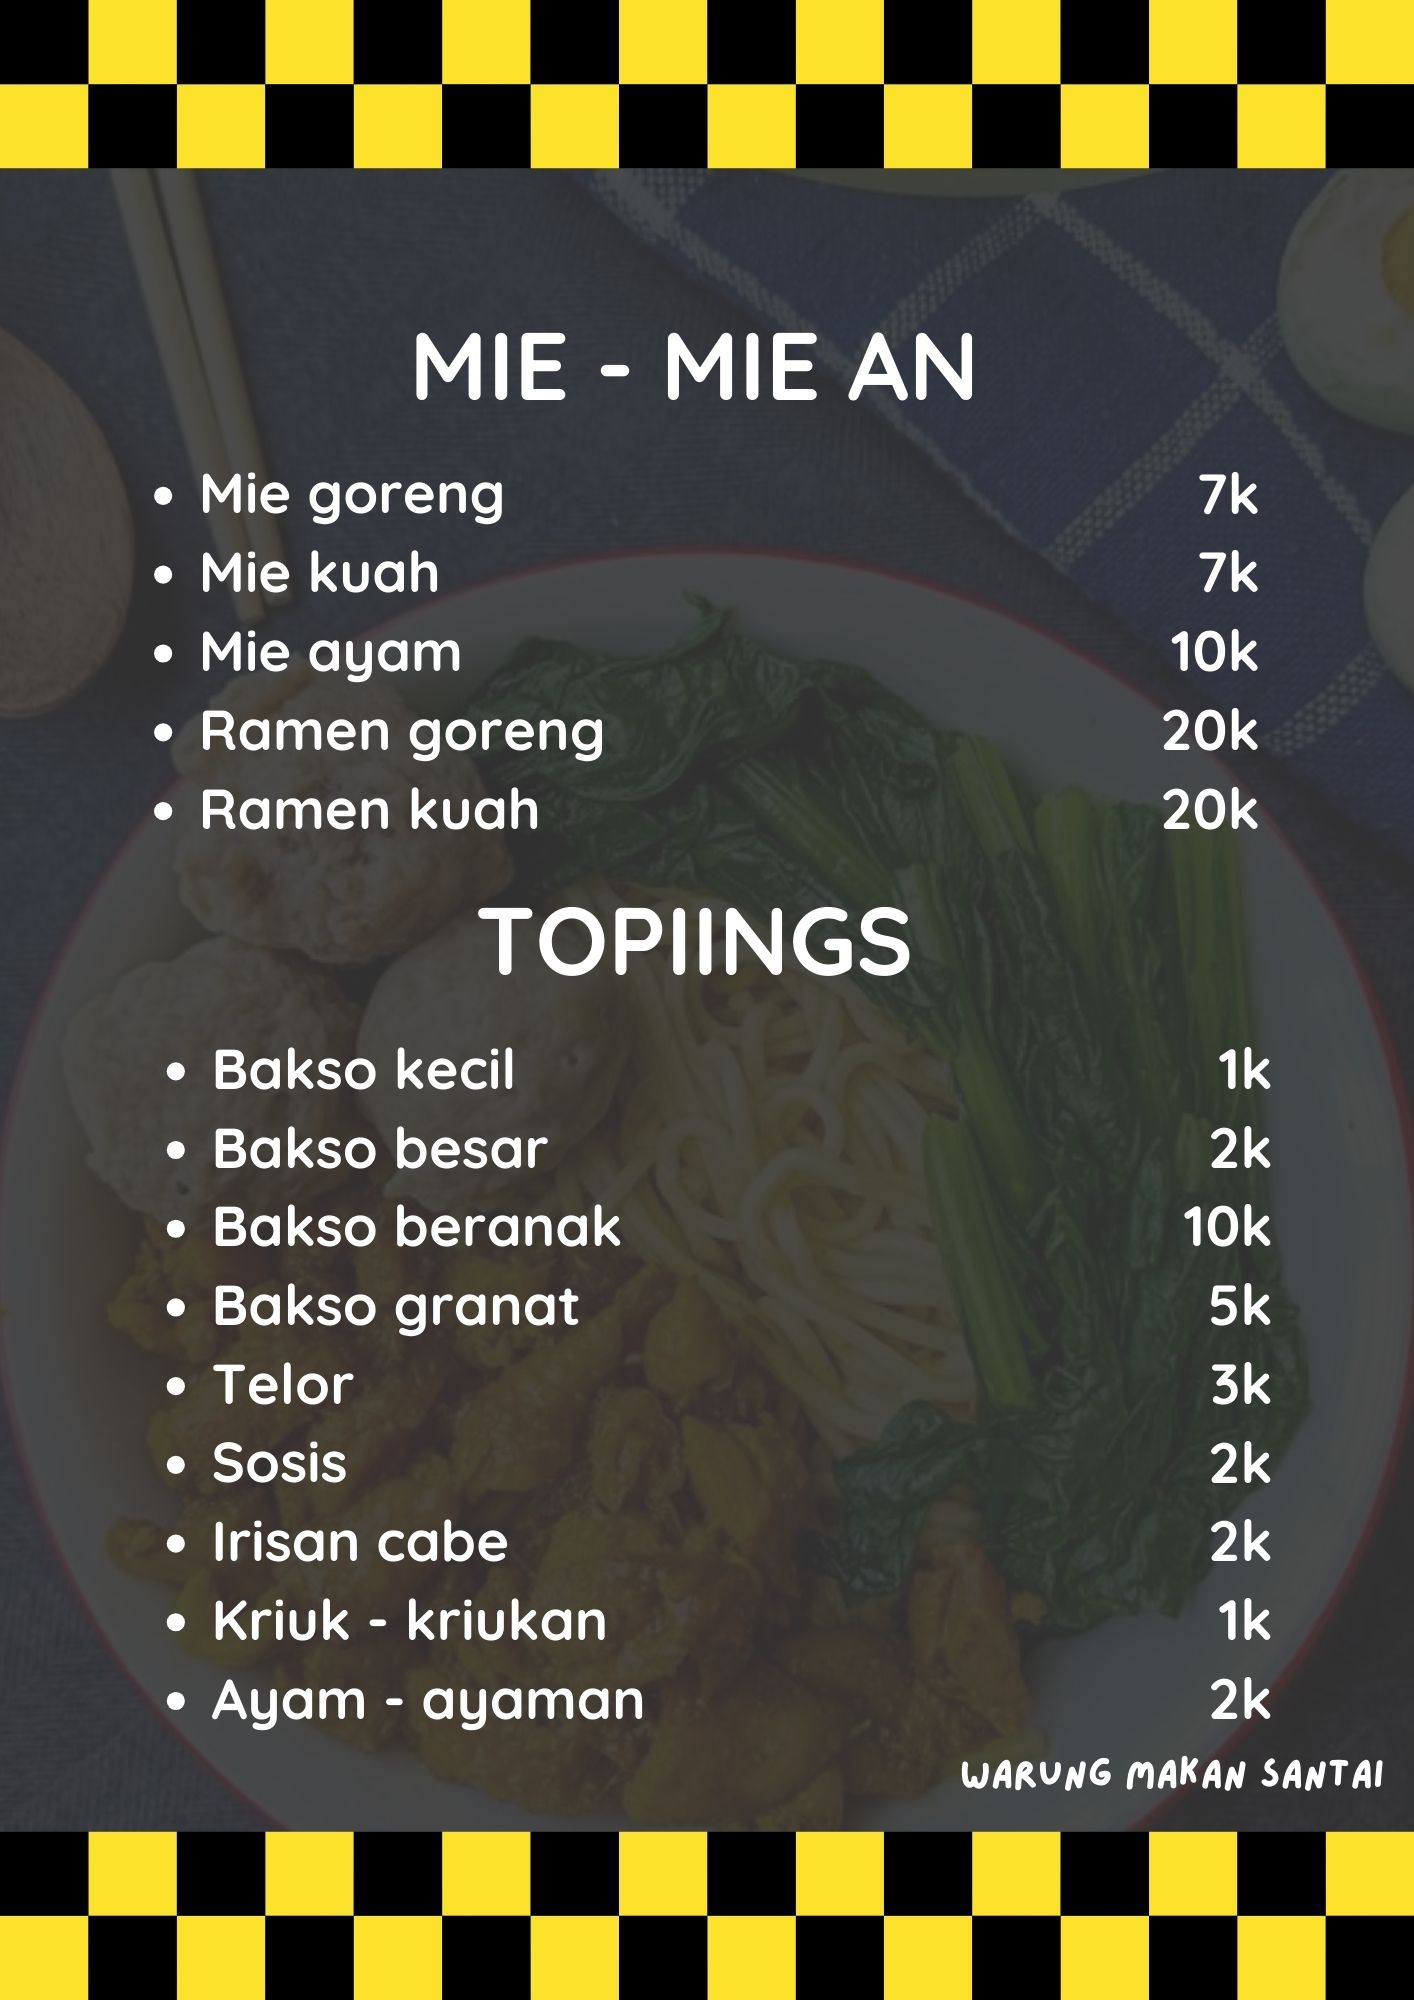 MIE - MIE AN
• Mie goreng 7k
• Mie kuah 7k
• Mie ayam 10k
• Ramen goreng 20k
• Ramen kuah 20k
TOPIINGS
• Bakso kecil 1k
• Bakso besar 2k
• Bakso beranak 10k
• Bakso granat 5k
• Telor 3k
• Sosis 2k
• Irisan cabe 2k
• Kriuk - kriukan 1k
• Ayam - ayaman 2k
WARUNG MAKAN SANTAI